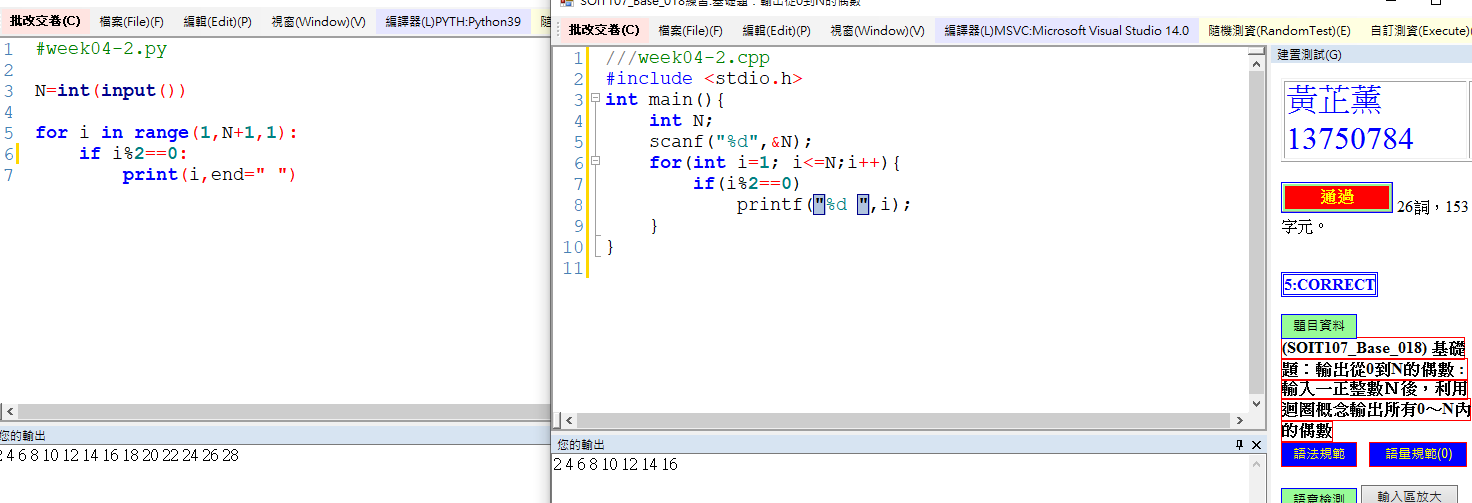 批改交卷(C) 檔案(File)(F) 編輯(Edit)(P) 視窗(Window)(V) 編譯器(L)PYTH:Python39
1 #week04-2.py
2
3 N=int(input())
4
5 for i in range(1,N+1,1):
6 if i%2==0:
7 print(i,end=" ")
您的輸出
2 4 6 8 10 12 14 16 18 20 22 24 26 28
SOIT107_Base_018練習:基礎題：輸出從0到N的偶數
批改交卷(C) 檔案(File)(F) 編輯(Edit)(P) 視窗(Window)(V) 編譯器(L)MSVC:Microsoft Visual Studio 14.0 隨機測資(RandomTest)(E) 自訂測資(Execute)(
1 ///week04-2.cpp
2 #include <stdio.h>
3 int main(){
4 int N;
5 scanf("%d",&N);
6 for(int i=1; i<=N;i++){
7 if(i%2==0)
8 printf("%d ",i);
9 }
10 }
11
您的輸出
2 4 6 8 10 12 14 16
建置測試(G)
黃芷薰
13750784
通過 26詞，153
字元。
5:CORRECT
題目資料
(SOIT107_Base_018) 基礎
題：輸出從0到N的偶數 :
輸入一正整數Ｎ後，利用
迴圈概念輸出所有0～N內
的偶數
語法規範 語量規範(0)
語意檢測 輸入區放大